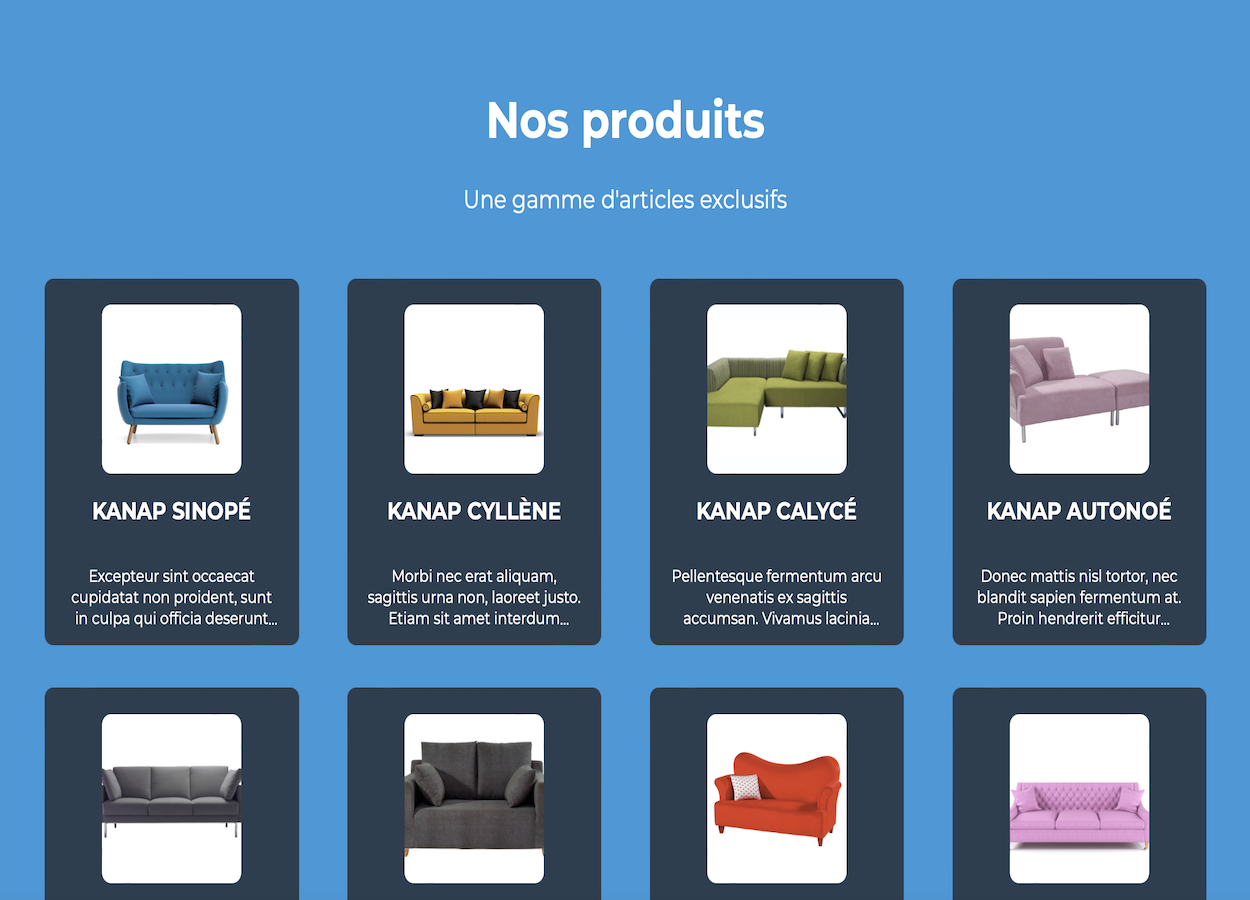 Nos produits
Une gamme d'articles exclusifs
KANAP SINOPÉ
Excepteur sint occaecat
cupidatat non proident, sunt
in culpa qui officia deserunt...
KANAP CYLLÈNE
Morbi nec erat aliquam,
sagittis urna non, laoreet justo.
Etiam sit amet interdum...
KANAP CALYCÉ
Pellentesque fermentum arcu
venenatis ex sagittis
accumsan. Vivamus lacinia...
KANAP AUTONOÉ
Donec mattis nisl tortor, nec
blandit sapien fermentum at.
Proin hendrerit efficitur...